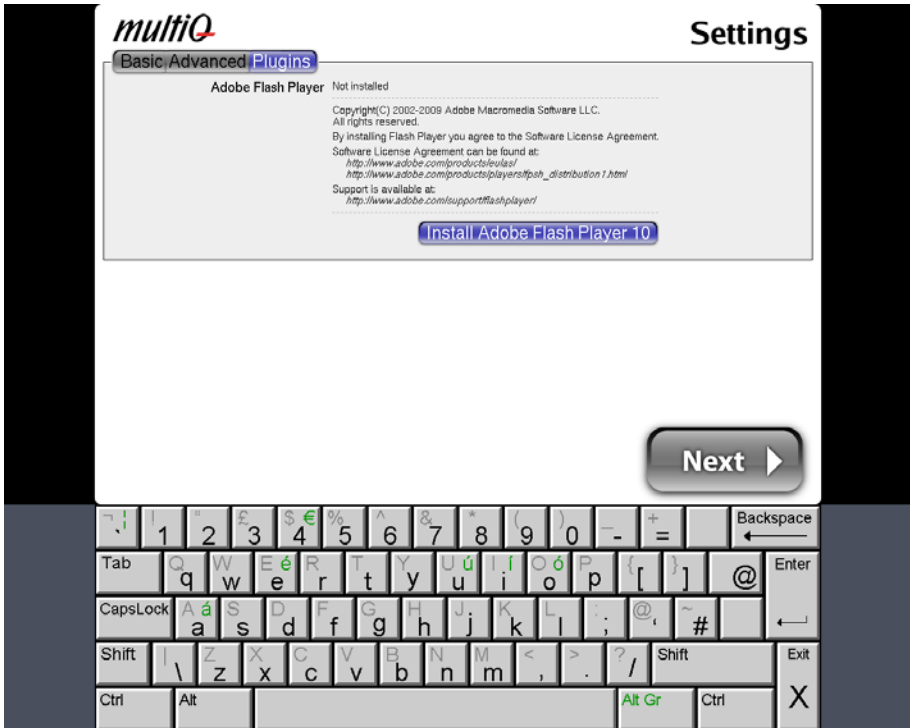 multiQ
Settings
Basic Advanced Plugins
Adobe Flash Player Not installed
Copyright(C) 2002-2009 Adobe Macromedia Software LLC.
All rights reserved.
By installing Flash Player you agree to the Software License Agreement.
Software License Agreement can be found at:
http://www.adobe.com/products/eulas/
http://www.adobe.com/products/players/fpsh_distribution1.html
Support is available at:
http://www.adobe.com/support/flashplayer/
Install Adobe Flash Player 10
Next
¬ ¦ ` ! 1 " 2 £ 3 $ € 4 % 5 ^ 6 & 7 * 8 ( 9 ) 0 _ - + = Backspace
Tab Q q W w E é e R r T t Y y U ú u I í i O ó o P p { [ } ] @ Enter
CapsLock A á a S s D d F f G g H h J j K k L l : ; @ ' ~ #
Shift | \ Z z X x C c V v B b N n M m < , > . ? / Shift Exit
Ctrl Alt Alt Gr Ctrl X